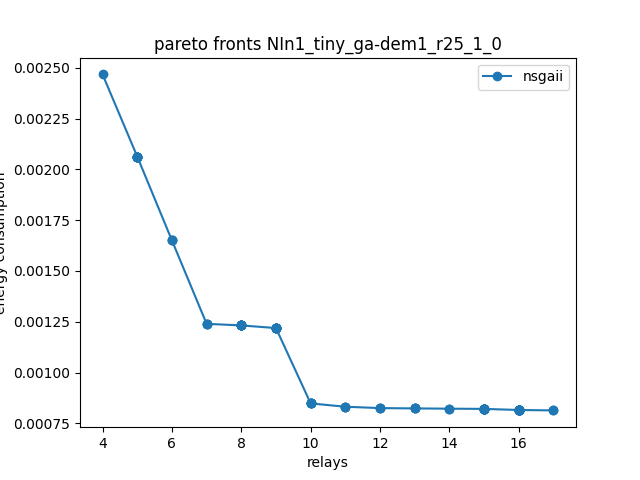 pareto fronts NIn1_tiny_ga-dem1_r25_1_0
nsgaii
0.00250
0.00225
0.00200
0.00175
0.00150
0.00125
0.00100
0.00075
energy consumption
4 6 8 10 12 14 16
relays